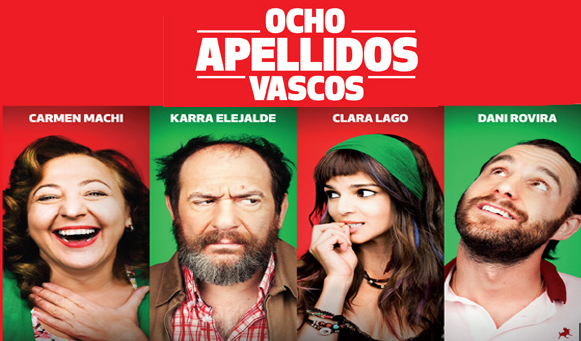 OCHO
APELLIDOS
VASCOS
CARMEN MACHI
KARRA ELEJALDE
CLARA LAGO
DANI ROVIRA